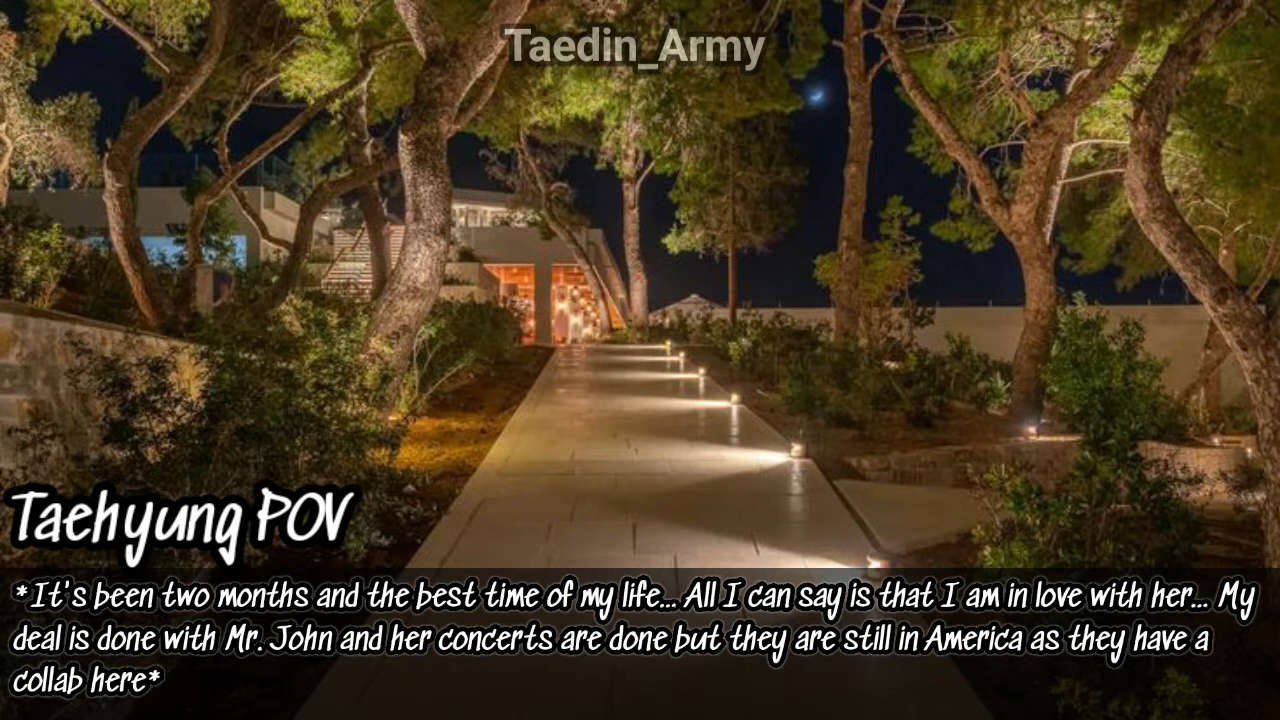 Taedin_Army
Taehyung POV
*It's been two months and the best time of my life... All I can say is that I am in love with her... My
deal is done with Mr. John and her concerts are done but they are still in America as they have a
collab here*